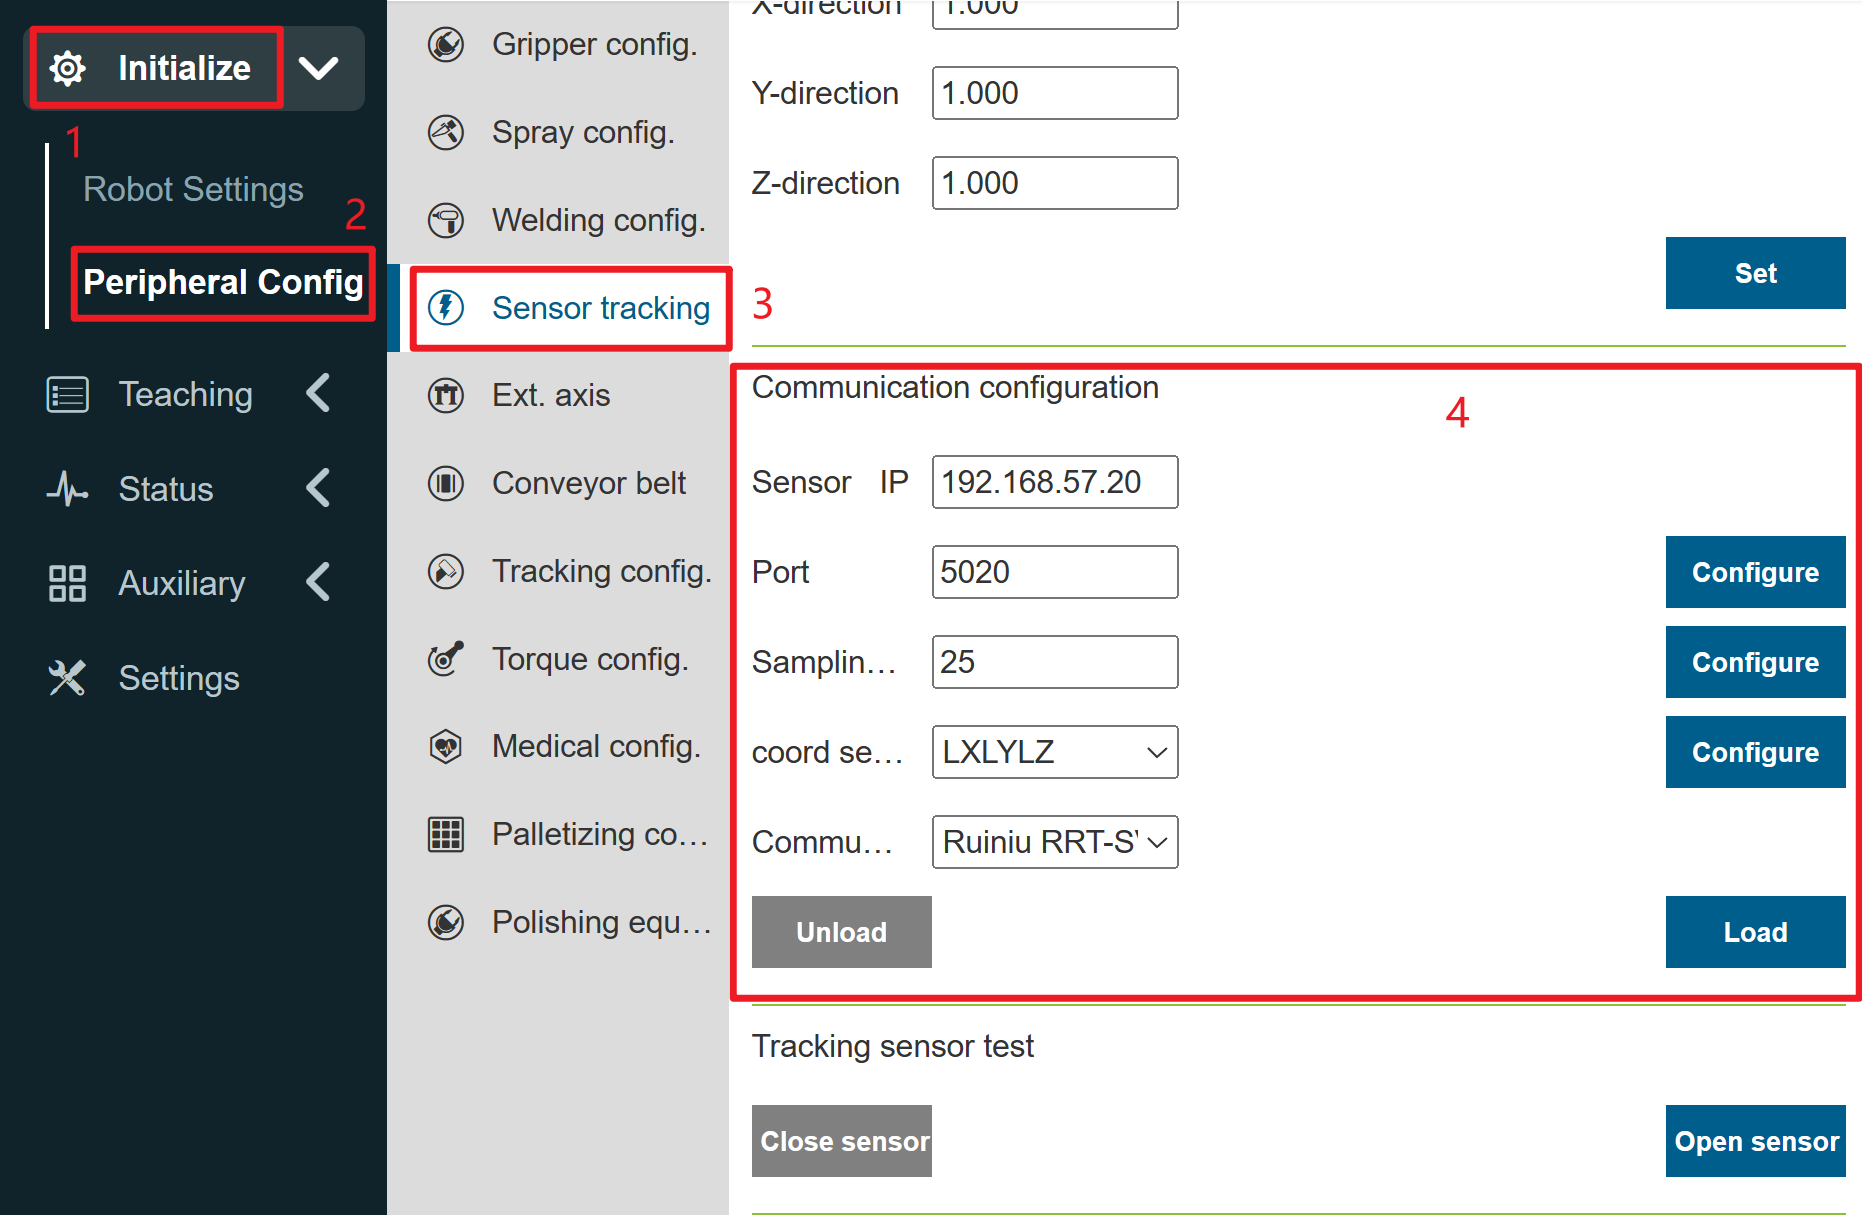 Initialize
1
Robot Settings
2
Peripheral Config
Teaching
Status
Auxiliary
Settings
Gripper config.
Spray config.
Welding config.
Sensor tracking
3
Ext. axis
Conveyor belt
Tracking config.
Torque config.
Medical config.
Palletizing co…
Polishing equ…
X-direction 1.000
Y-direction 1.000
Z-direction 1.000
Set
Communication configuration
4
Sensor IP 192.168.57.20
Port 5020 Configure
Samplin… 25 Configure
coord se… LXLYLZ Configure
Commu… Ruiniu RRT-SV
Unload Load
Tracking sensor test
Close sensor Open sensor